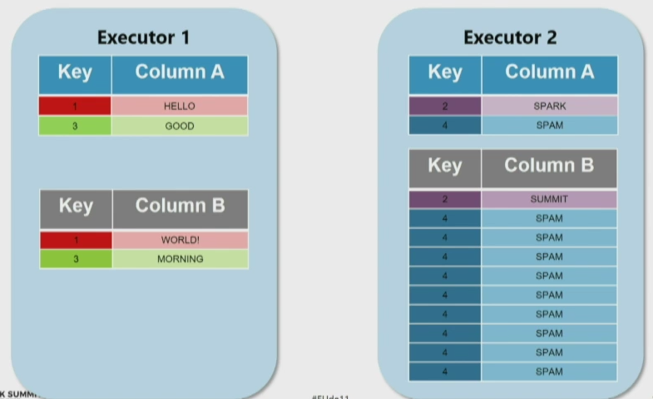 Executor 1
Key Column A
1 HELLO
3 GOOD
Key Column B
1 WORLD!
3 MORNING
Executor 2
Key Column A
2 SPARK
4 SPAM
Key Column B
2 SUMMIT
4 SPAM
4 SPAM
4 SPAM
4 SPAM
4 SPAM
4 SPAM
4 SPAM
4 SPAM
4 SPAM
K SUMM